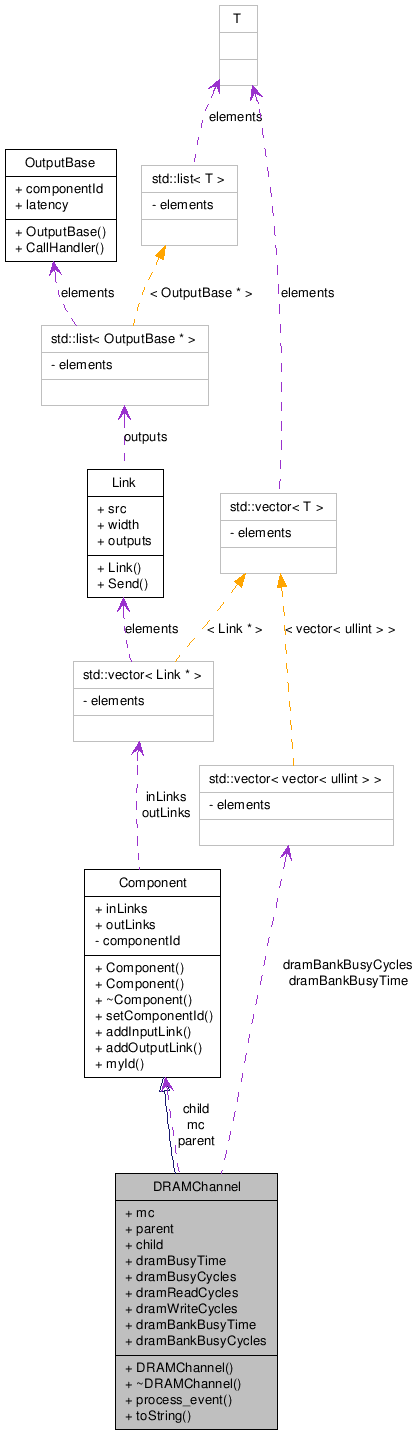 T
elements
OutputBase
+ componentId
+ latency
+ OutputBase()
+ CallHandler()
std::list< T >
- elements
elements
< OutputBase * >
elements
std::list< OutputBase * >
- elements
outputs
Link
+ src
+ width
+ outputs
+ Link()
+ Send()
std::vector< T >
- elements
elements
< Link * >
< vector< ullint > >
std::vector< Link * >
- elements
std::vector< vector< ullint > >
- elements
inLinks
outLinks
Component
+ inLinks
+ outLinks
- componentId
+ Component()
+ Component()
+ ~Component()
+ setComponentId()
+ addInputLink()
+ addOutputLink()
+ myId()
dramBankBusyCycles
dramBankBusyTime
child
mc
parent
DRAMChannel
+ mc
+ parent
+ child
+ dramBusyTime
+ dramBusyCycles
+ dramReadCycles
+ dramWriteCycles
+ dramBankBusyTime
+ dramBankBusyCycles
+ DRAMChannel()
+ ~DRAMChannel()
+ process_event()
+ toString()